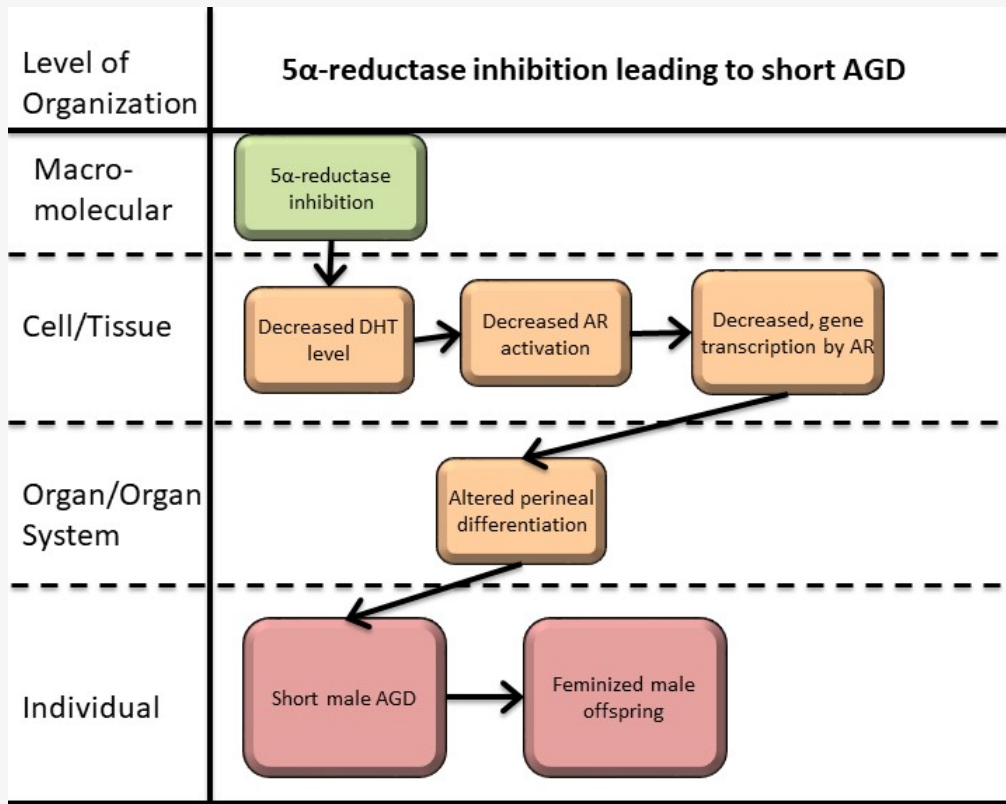 Level of
Organization
5α-reductase inhibition leading to short AGD
Macro-
molecular
5α-reductase
inhibition
Cell/Tissue
Decreased DHT
level
Decreased AR
activation
Decreased, gene
transcription by AR
Organ/Organ
System
Altered perineal
differentiation
Individual
Short male AGD
Feminized male
offspring